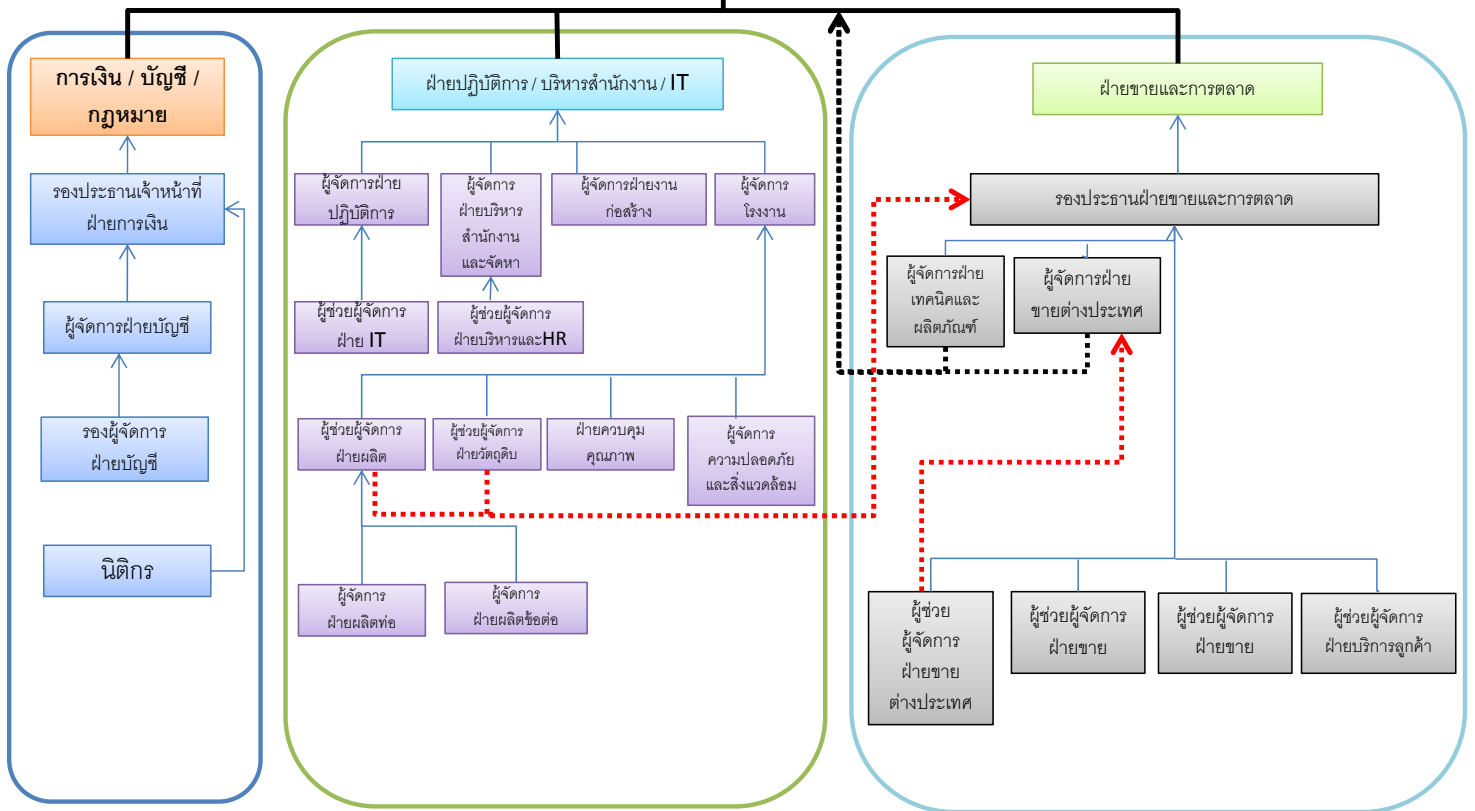 การเงิน / บัญชี /
กฎหมาย
รองประธานเจ้าหน้าที่
ฝ่ายการเงิน
ผู้จัดการฝ่ายบัญชี
รองผู้จัดการ
ฝ่ายบัญชี
นิติกร
ฝ่ายปฏิบัติการ / บริหารสำนักงาน / IT
ผู้จัดการฝ่าย
ปฏิบัติการ
ผู้จัดการ
ฝ่ายบริหาร
สำนักงาน
และจัดหา
ผู้จัดการฝ่ายงาน
ก่อสร้าง
ผู้จัดการ
โรงงาน
ผู้ช่วยผู้จัดการ
ฝ่าย IT
ผู้ช่วยผู้จัดการ
ฝ่ายบริหารและHR
ผู้ช่วยผู้จัดการ
ฝ่ายผลิต
ผู้ช่วยผู้จัดการ
ฝ่ายวัตถุดิบ
ฝ่ายควบคุม
คุณภาพ
ผู้จัดการ
ความปลอดภัย
และสิ่งแวดล้อม
ผู้จัดการ
ฝ่ายผลิตท่อ
ผู้จัดการ
ฝ่ายผลิตข้อต่อ
ฝ่ายขายและการตลาด
รองประธานฝ่ายขายและการตลาด
ผู้จัดการฝ่าย
เทคนิคและ
ผลิตภัณฑ์
ผู้จัดการฝ่าย
ขายต่างประเทศ
ผู้ช่วย
ผู้จัดการ
ฝ่ายขาย
ต่างประเทศ
ผู้ช่วยผู้จัดการ
ฝ่ายขาย
ผู้ช่วยผู้จัดการ
ฝ่ายขาย
ผู้ช่วยผู้จัดการ
ฝ่ายบริการลูกค้า